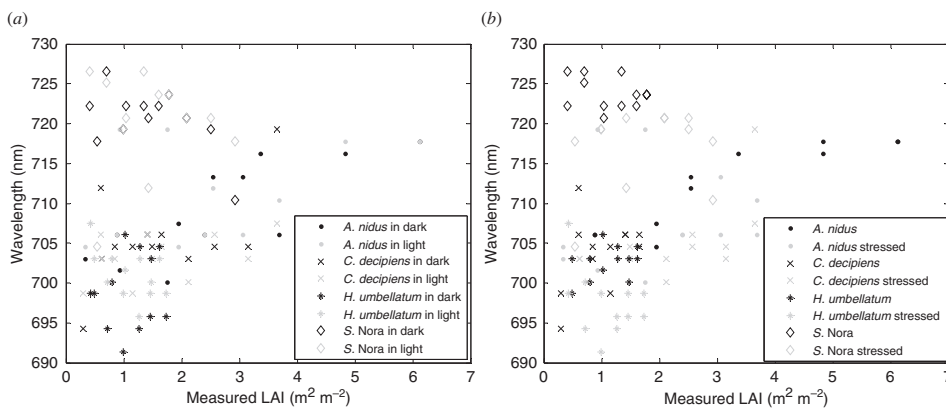 (a)
730
725
720
715
710
705
700
695
690
Wavelength (nm)
0 1 2 3 4 5 6 7
Measured LAI (m² m⁻²)
A. nidus in dark
A. nidus in light
C. decipiens in dark
C. decipiens in light
H. umbellatum in dark
H. umbellatum in light
S. Nora in dark
S. Nora in light
(b)
730
725
720
715
710
705
700
695
690
Wavelength (nm)
0 1 2 3 4 5 6 7
Measured LAI (m² m⁻²)
A. nidus
A. nidus stressed
C. decipiens
C. decipiens stressed
H. umbellatum
H. umbellatum stressed
S. Nora
S. Nora stressed